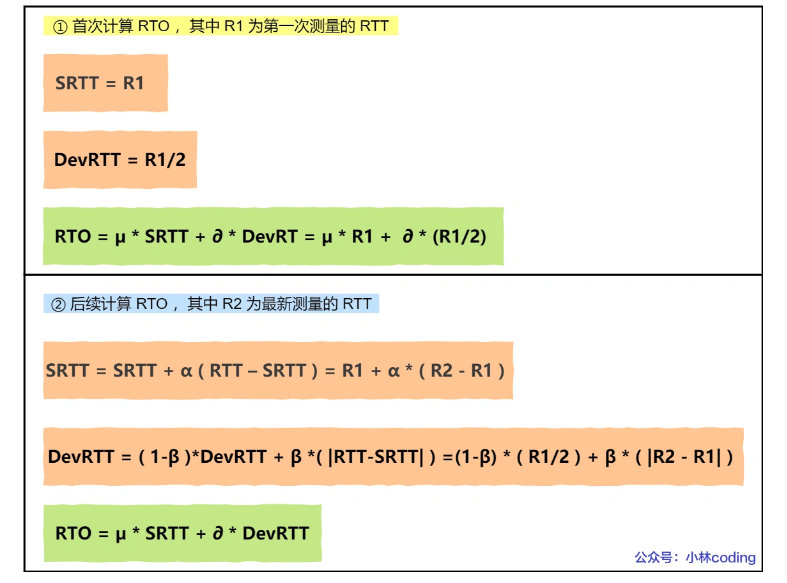 ① 首次计算 RTO ，其中 R1 为第一次测量的 RTT
SRTT = R1
DevRTT = R1/2
RTO = μ * SRTT + ∂ * DevRT = μ * R1 + ∂ * (R1/2)
② 后续计算 RTO ，其中 R2 为最新测量的 RTT
SRTT = SRTT + α ( RTT – SRTT ) = R1 + α * ( R2 - R1 )
DevRTT = ( 1-β )*DevRTT + β *( |RTT-SRTT| ) =(1-β) * ( R1/2 ) + β * ( |R2 - R1| )
RTO = μ * SRTT + ∂ * DevRTT
公众号：小林coding